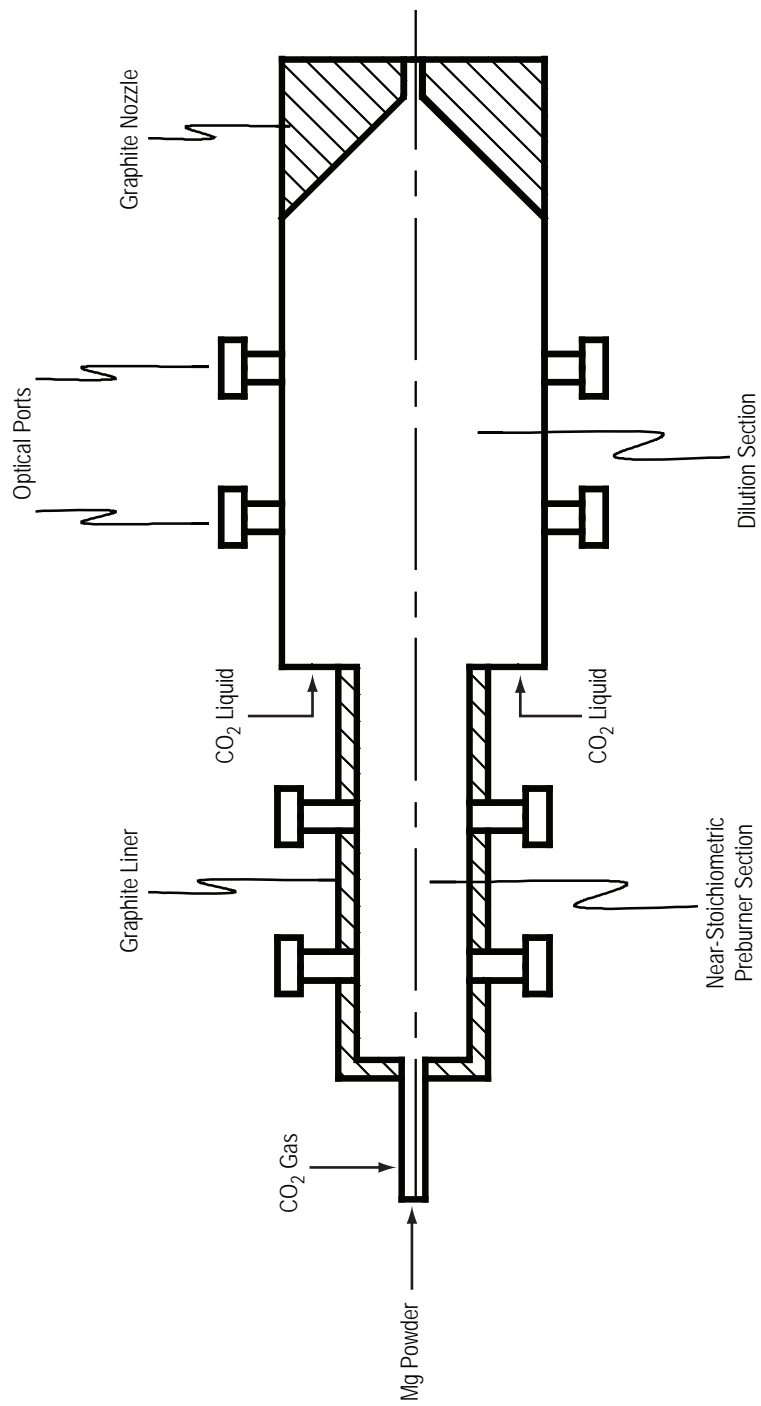 Mg Powder
CO2 Gas
Graphite Liner
CO2 Liquid
Optical Ports
Graphite Nozzle
Near-Stoichiometric
Preburner Section
CO2 Liquid
Dilution Section